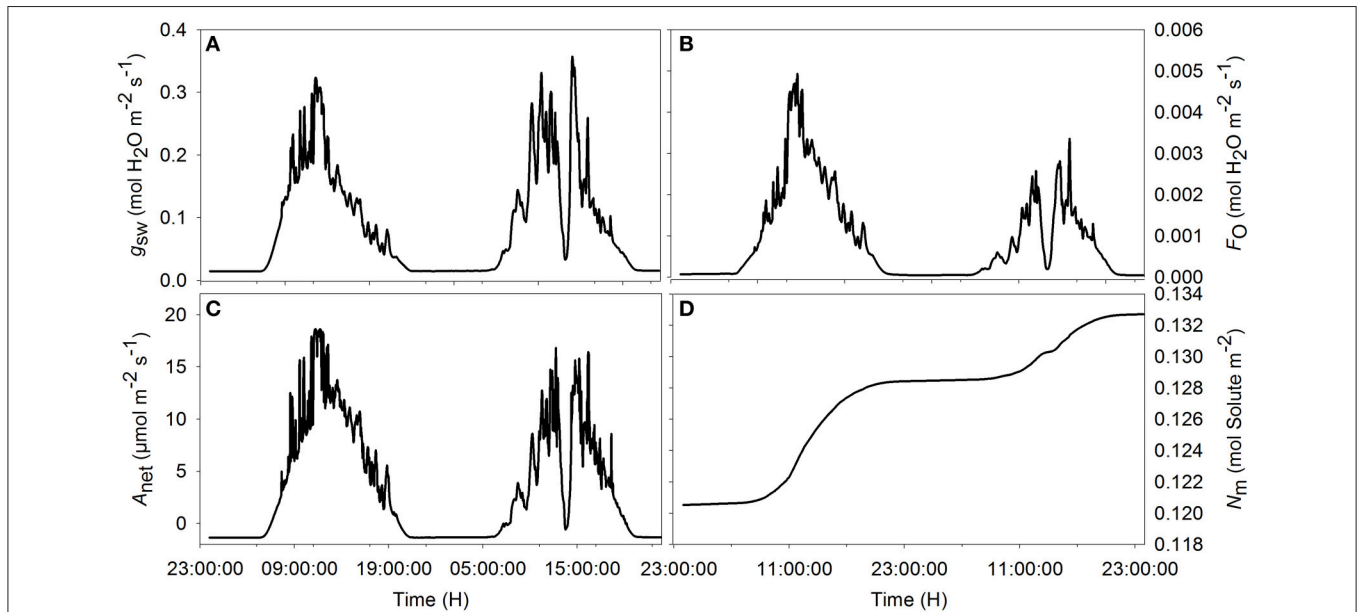 A
0.4
0.3
0.2
0.1
0.0
gsw (mol H2O m-2 s-1)
B
0.006
0.005
0.004
0.003
0.002
0.001
0.000
FO (mol H2O m-2 s-1)
C
20
15
10
5
0
Anet (µmol m-2 s-1)
23:00:00 09:00:00 19:00:00 05:00:00 15:00:00 23:00:00
Time (H)
D
0.134
0.132
0.130
0.128
0.126
0.124
0.122
0.120
0.118
Nm (mol Solute m-2)
11:00:00 23:00:00 11:00:00 23:00:00
Time (H)